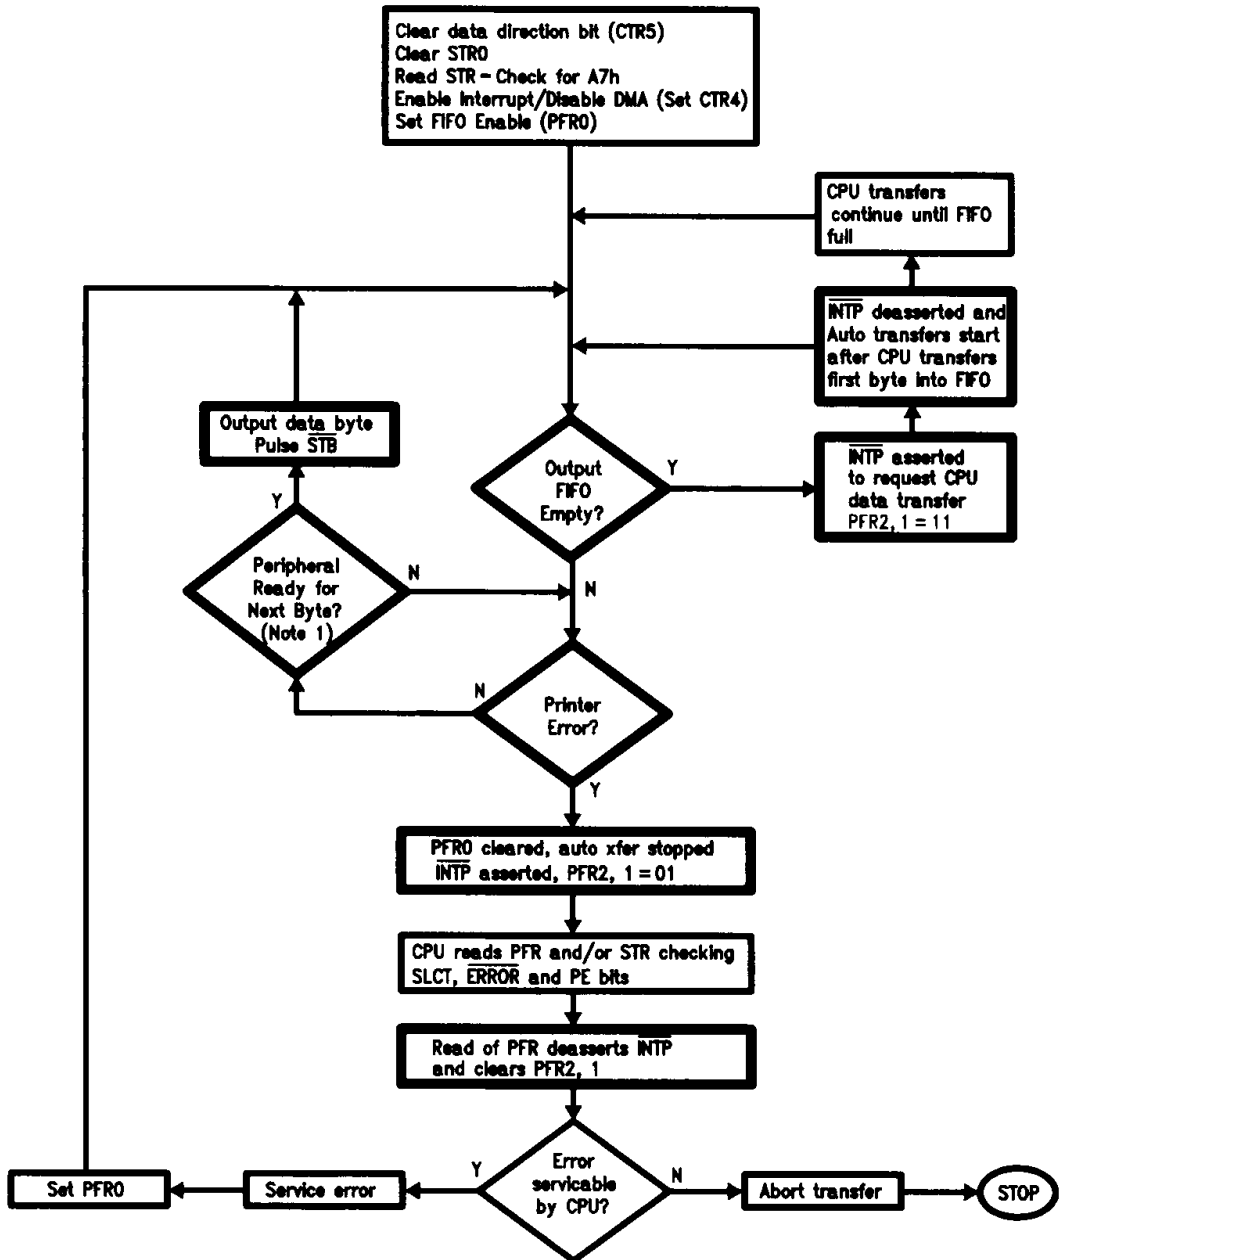 Clear data direction bit (CTR5)
Clear STR0
Read STR - Check for A7h
Enable Interrupt/Disable DMA (Set CTR4)
Set FIFO Enable (PFR0)
CPU transfers
continue until FIFO
full
INTP deasserted and
Auto transfers start
after CPU transfers
first byte into FIFO
Output data byte
Pulse STB
Output
FIFO
Empty?
Y
INTP asserted
to request CPU
data transfer
PFR2, 1 = 11
Y
Peripheral
Ready for
Next Byte?
(Note 1)
N
N
N
Printer
Error?
Y
PFR0 cleared, auto xfer stopped
INTP asserted, PFR2, 1 = 01
CPU reads PFR and/or STR checking
SLCT, ERROR and PE bits
Read of PFR deasserts INTP
and clears PFR2, 1
Error
servicable
by CPU?
Y
N
Set PFR0
Service error
Abort transfer
STOP